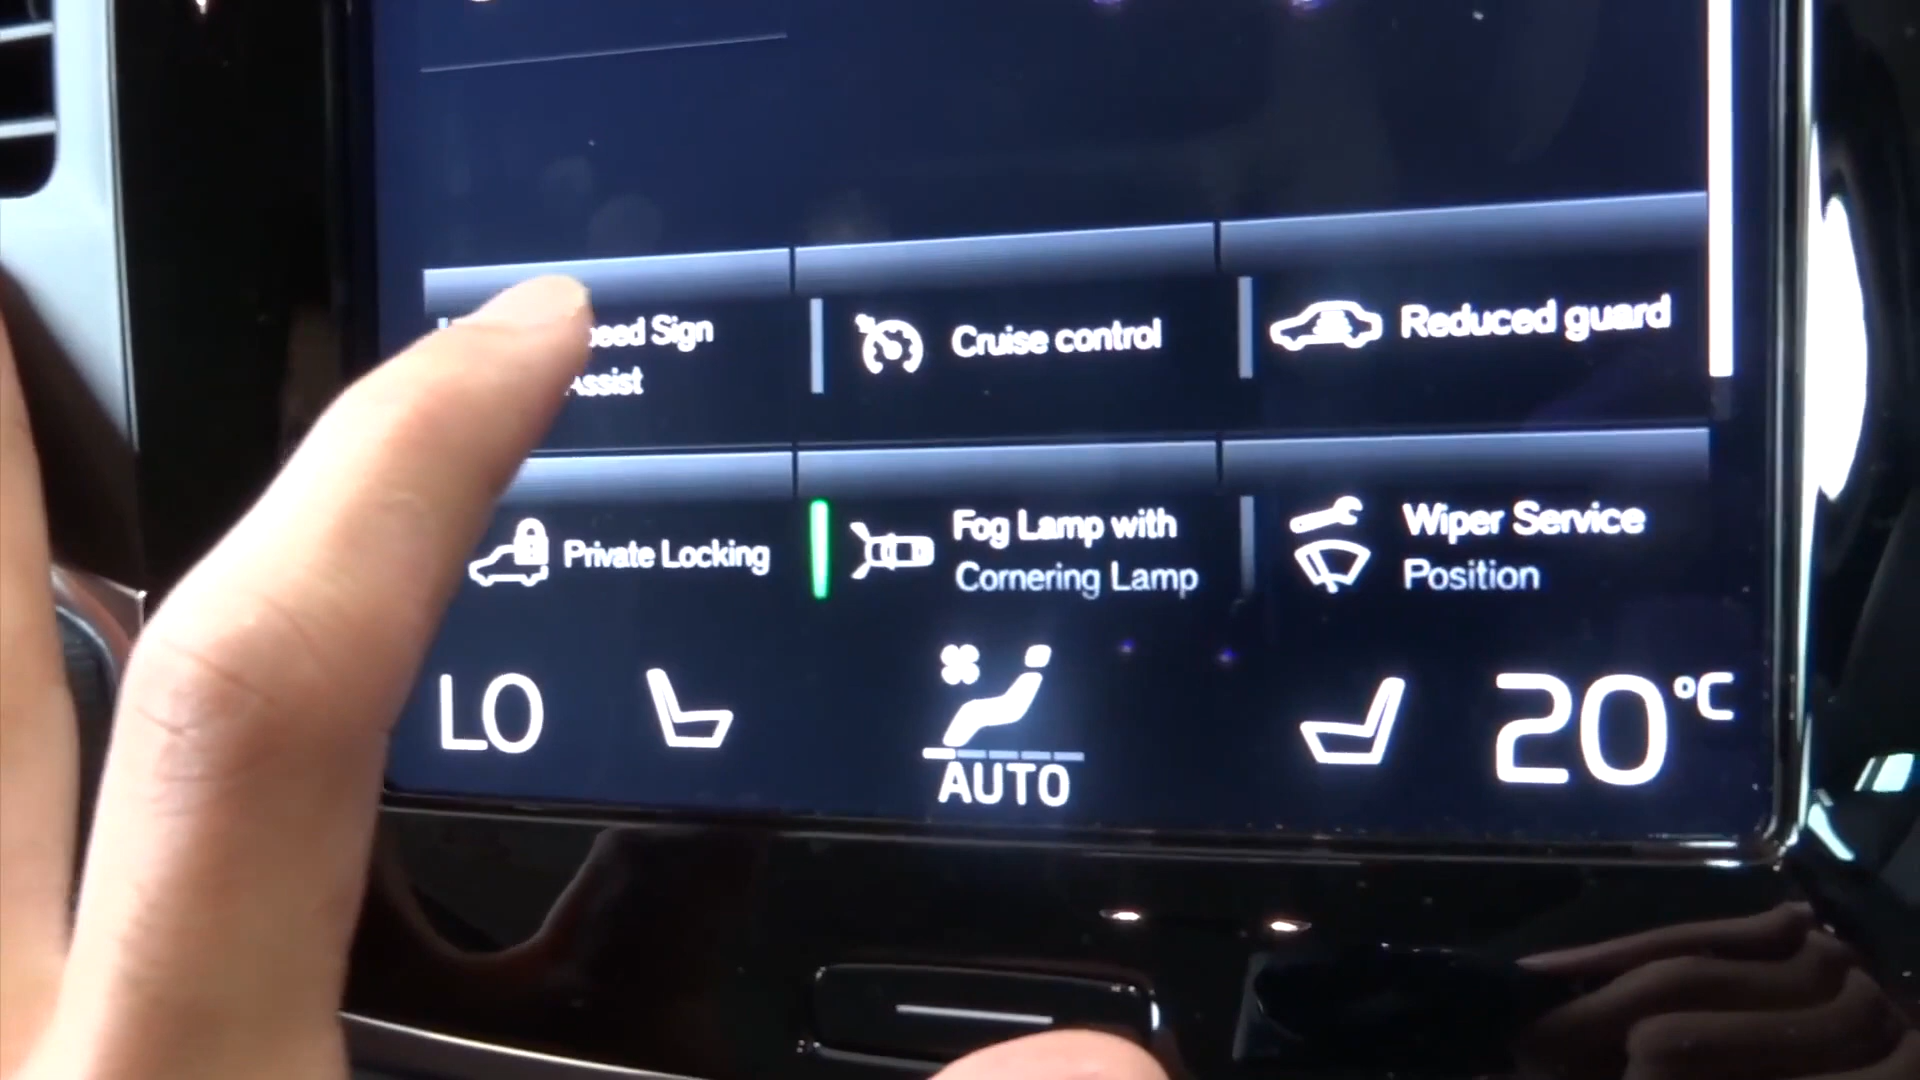 Sign
Assist
Cruise control
Reduced guard
Private Locking
Fog Lamp with
Cornering Lamp
Wiper Service
Position
LO
AUTO
20°C